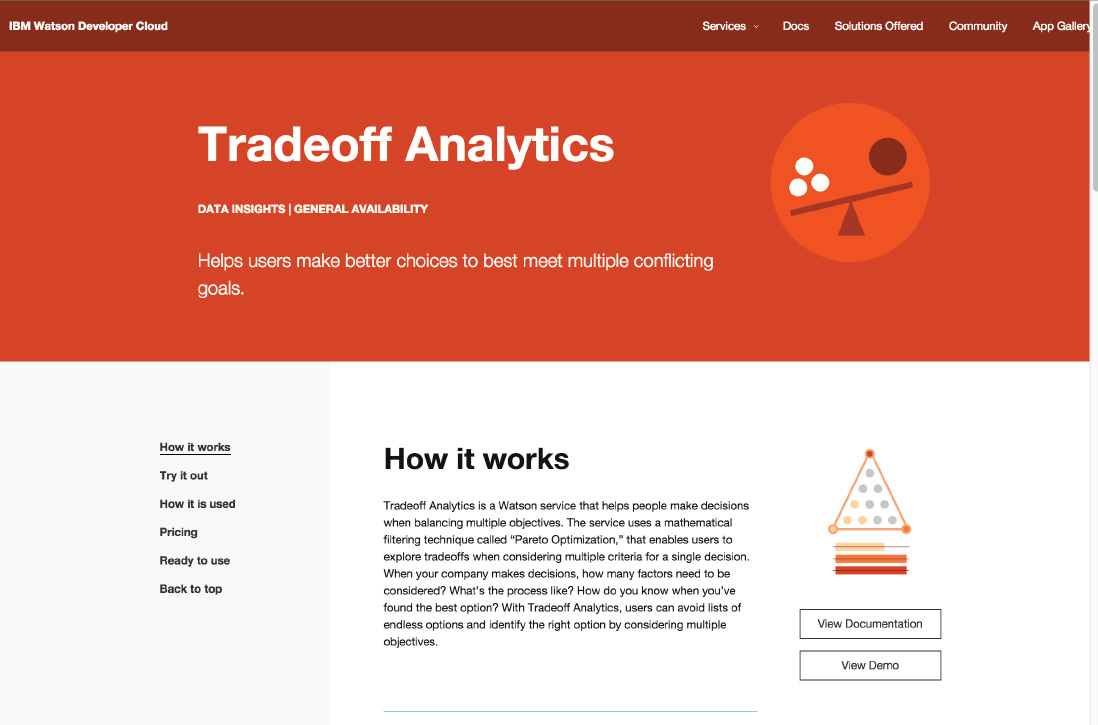 IBM Watson Developer Cloud
Services
Docs
Solutions Offered
Community
App Gallery
Tradeoff Analytics
DATA INSIGHTS | GENERAL AVAILABILITY
Helps users make better choices to best meet multiple conflicting
goals.
How it works
Try it out
How it is used
Pricing
Ready to use
Back to top
How it works
Tradeoff Analytics is a Watson service that helps people make decisions
when balancing multiple objectives. The service uses a mathematical
filtering technique called “Pareto Optimization,” that enables users to
explore tradeoffs when considering multiple criteria for a single decision.
When your company makes decisions, how many factors need to be
considered? What’s the process like? How do you know when you’ve
found the best option? With Tradeoff Analytics, users can avoid lists of
endless options and identify the right option by considering multiple
objectives.
View Documentation
View Demo